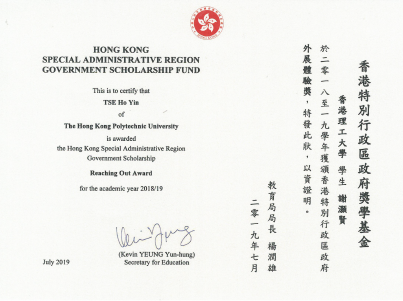 HONG KONG
SPECIAL ADMINISTRATIVE REGION
GOVERNMENT SCHOLARSHIP FUND
This is to certify that
TSE Ho Yin
of
The Hong Kong Polytechnic University
is awarded
the Hong Kong Special Administrative Region
Government Scholarship
Reaching Out Award
for the academic year 2018/19
(Kevin YEUNG Yun-hung)
Secretary for Education
July 2019
香港特別行政區政府獎學基金
香港理工大學 學生 謝灝賢
於二零一八至一九學年獲頒香港特別行政區政府
外展體驗獎，特發此狀，以資證明。
教育局局長 楊潤雄
二零一九年七月